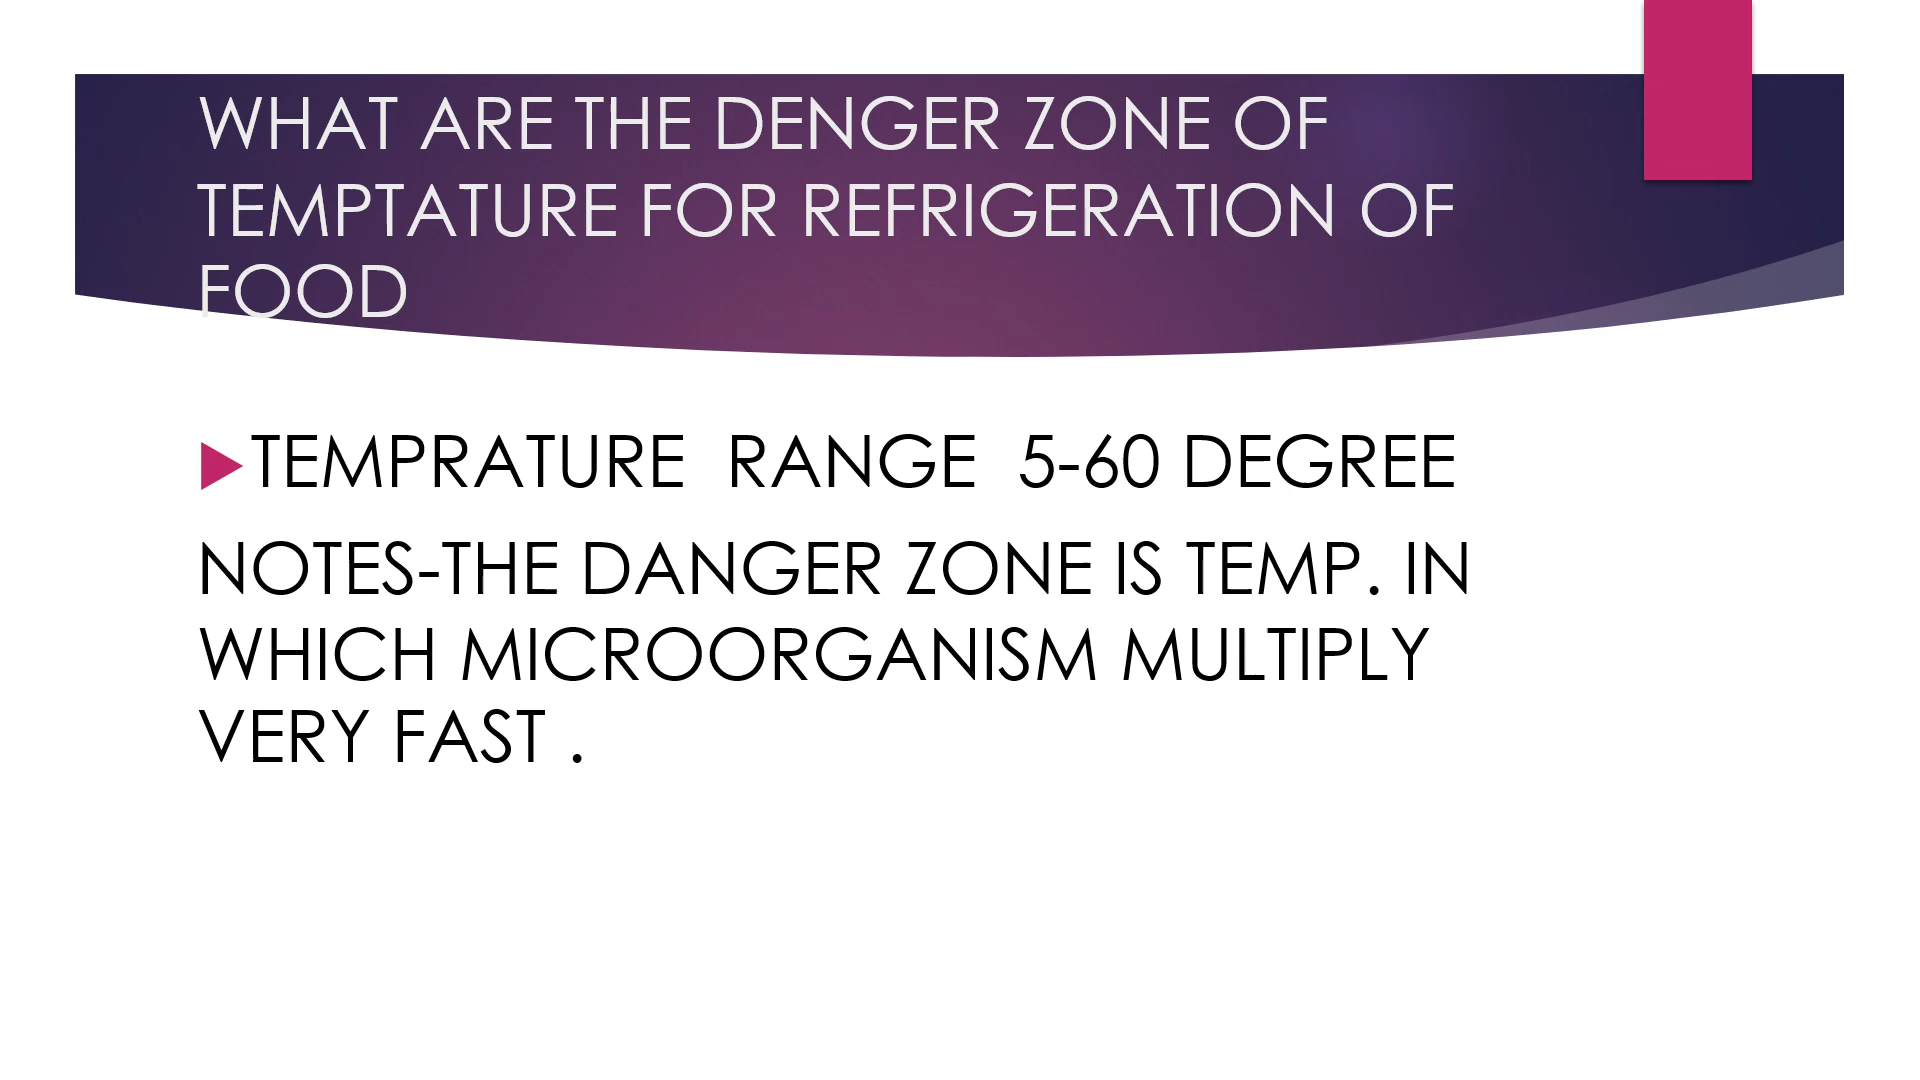 WHAT ARE THE DENGER ZONE OF
TEMPTATURE FOR REFRIGERATION OF
FOOD
TEMPRATURE RANGE 5-60 DEGREE
NOTES-THE DANGER ZONE IS TEMP. IN
WHICH MICROORGANISM MULTIPLY
VERY FAST .